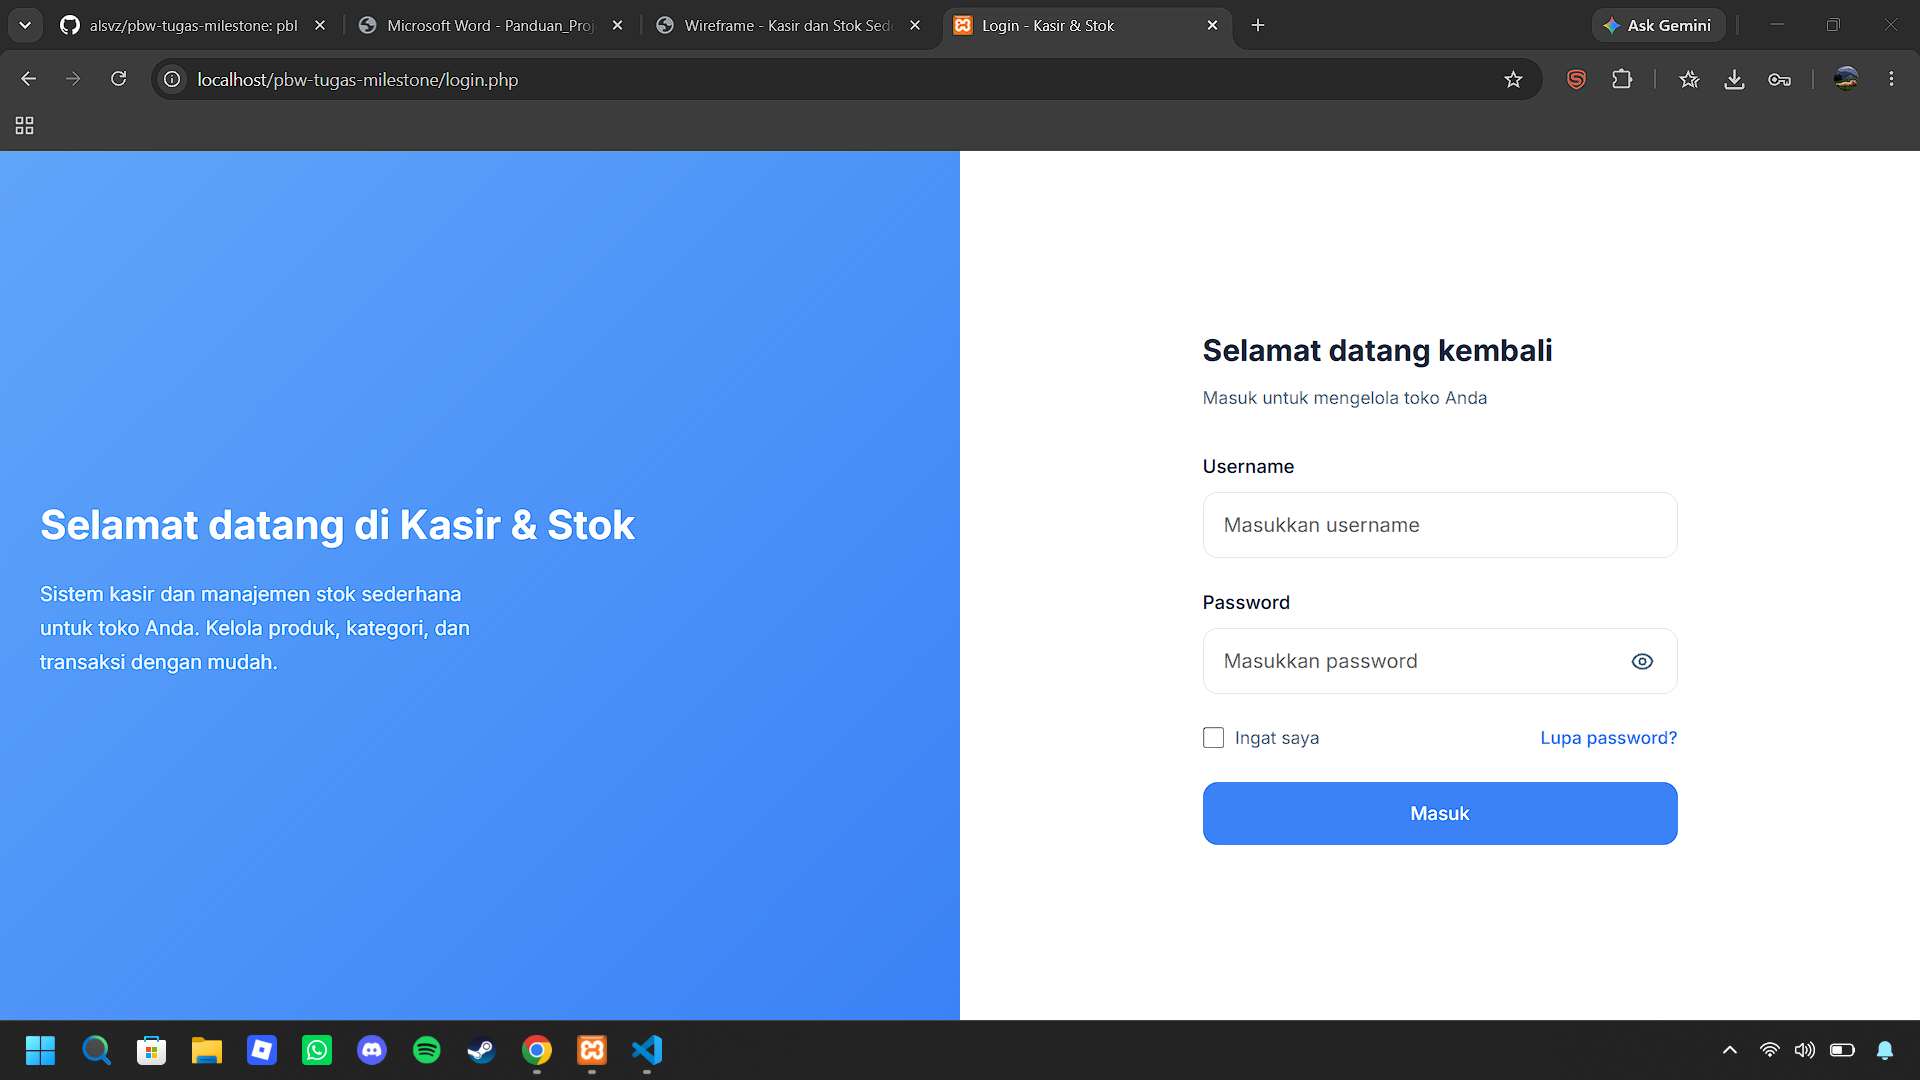 alsvz/pbw-tugas-milestone: pbl
Microsoft Word - Panduan_Proj
Wireframe - Kasir dan Stok Sed
Login - Kasir & Stok
Ask Gemini
localhost/pbw-tugas-milestone/login.php
Selamat datang di Kasir & Stok
Sistem kasir dan manajemen stok sederhana
untuk toko Anda. Kelola produk, kategori, dan
transaksi dengan mudah.
Selamat datang kembali
Masuk untuk mengelola toko Anda
Username
Masukkan username
Password
Masukkan password
Ingat saya
Lupa password?
Masuk